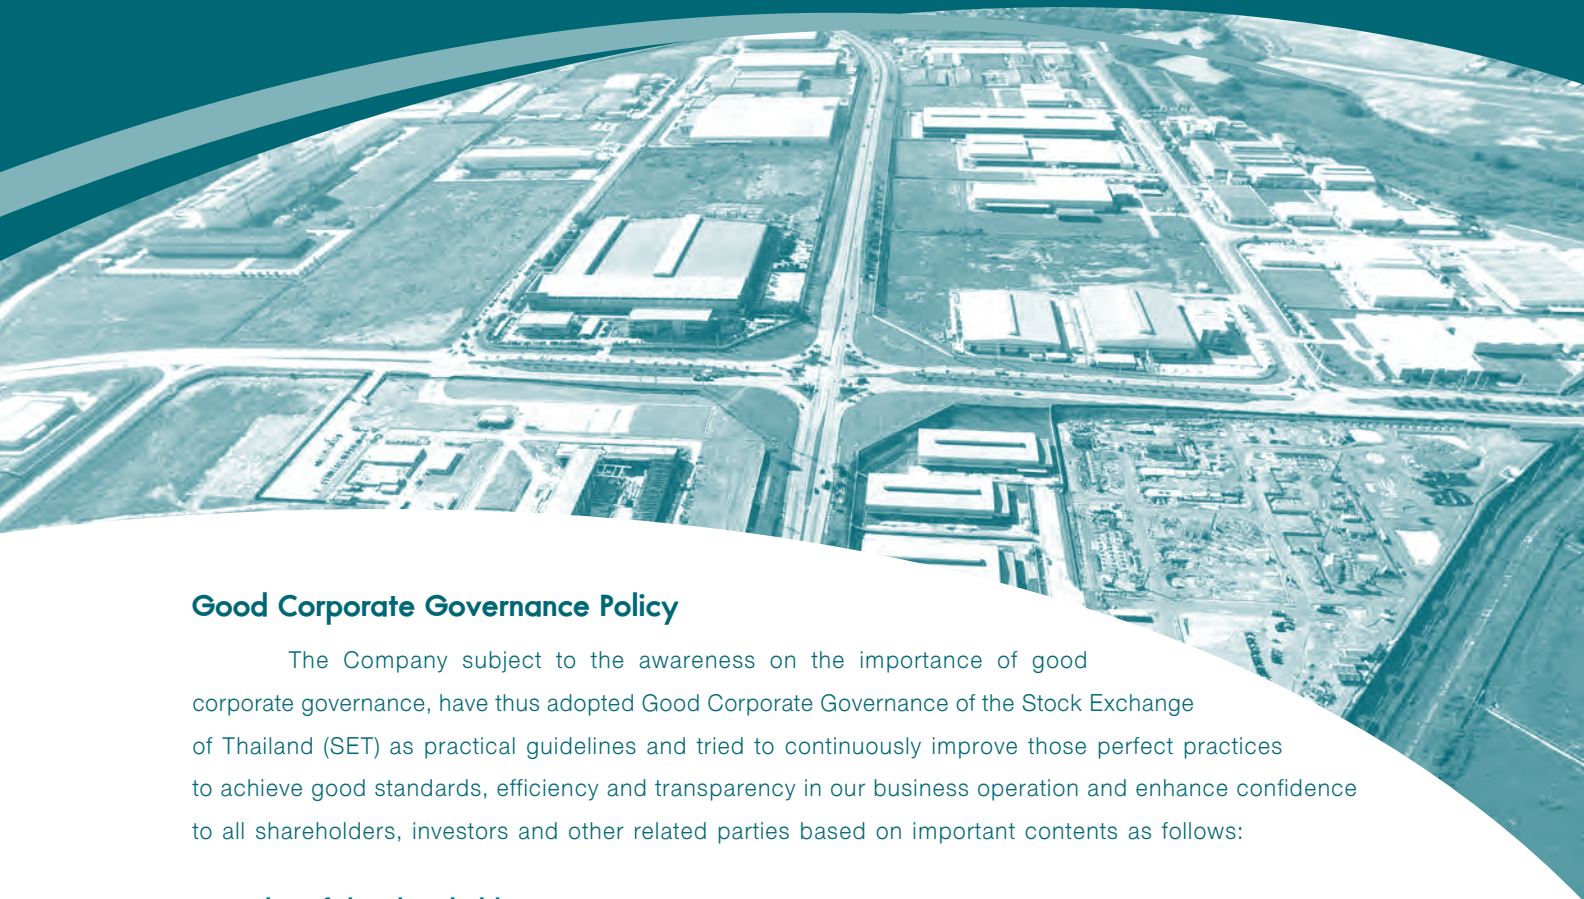 Good Corporate Governance Policy
The Company subject to the awareness on the importance of good
corporate governance, have thus adopted Good Corporate Governance of the Stock Exchange
of Thailand (SET) as practical guidelines and tried to continuously improve those perfect practices
to achieve good standards, efficiency and transparency in our business operation and enhance confidence
to all shareholders, investors and other related parties based on important contents as follows: